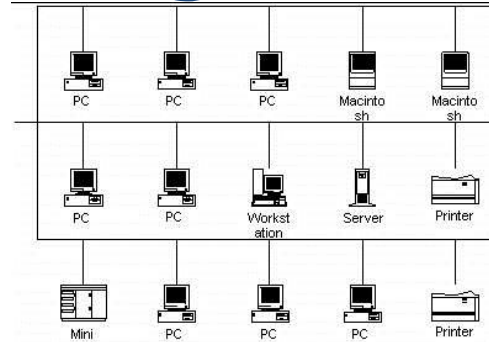 PC
PC
PC
Macinto
sh
Macinto
sh
PC
PC
Workst
ation
Server
Printer
Mini
PC
PC
PC
Printer